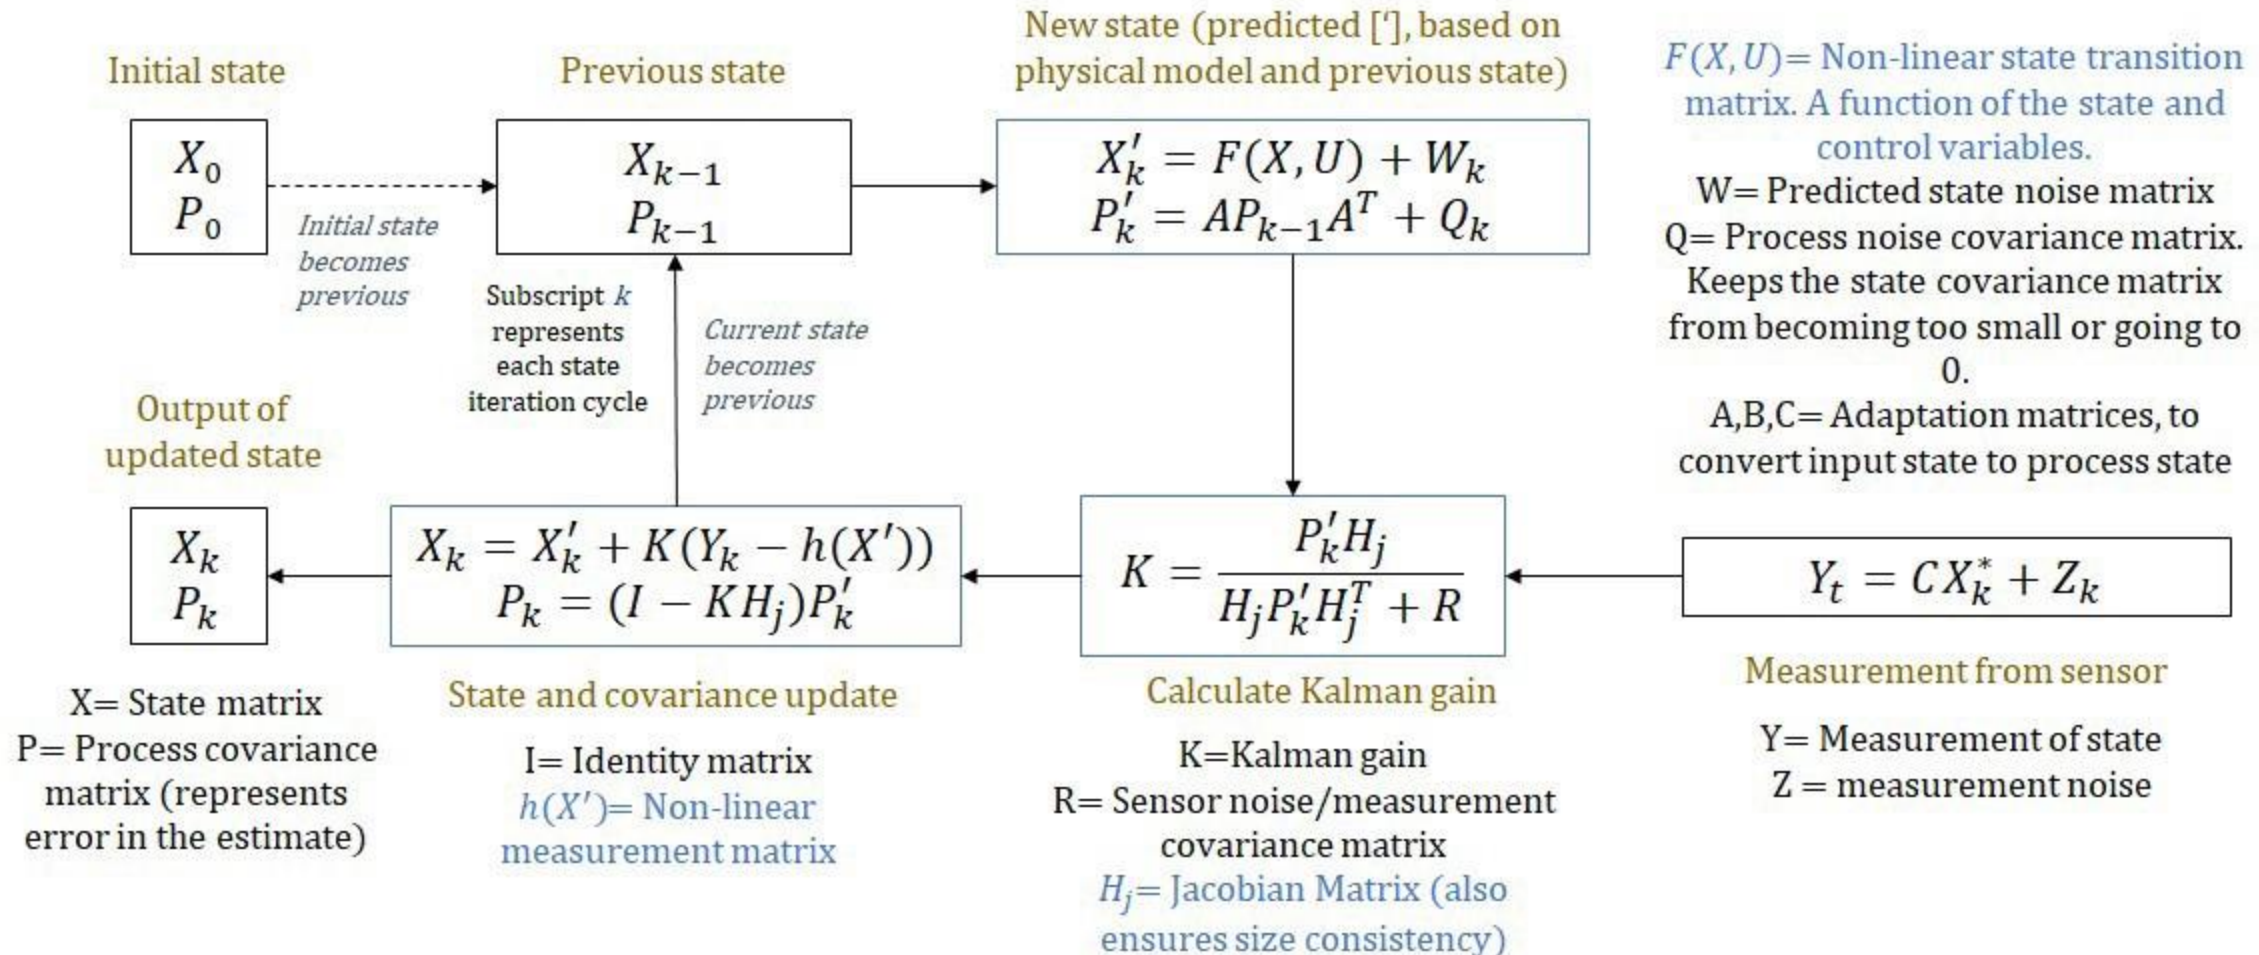 Initial state
X_0
P_0
Initial state
becomes
previous
Previous state
X_{k−1}
P_{k−1}
Subscript k
represents
each state
iteration cycle
Current state
becomes
previous
New state (predicted ['], based on
physical model and previous state)
X'_k = F(X, U) + W_k
P'_k = AP_{k−1}A^T + Q_k
F(X, U)= Non-linear state transition
matrix. A function of the state and
control variables.
W= Predicted state noise matrix
Q= Process noise covariance matrix.
Keeps the state covariance matrix
from becoming too small or going to
0.
A,B,C= Adaptation matrices, to
convert input state to process state
Output of
updated state
X_k
P_k
X= State matrix
P= Process covariance
matrix (represents
error in the estimate)
X_k = X'_k + K(Y_k − h(X'))
P_k = (I − KH_j)P'_k
State and covariance update
I= Identity matrix
h(X')= Non-linear
measurement matrix
K = P'_k H_j / (H_j P'_k H_j^T + R)
Calculate Kalman gain
K=Kalman gain
R= Sensor noise/measurement
covariance matrix
H_j= Jacobian Matrix (also
ensures size consistency)
Y_t = CX*_k + Z_k
Measurement from sensor
Y= Measurement of state
Z = measurement noise